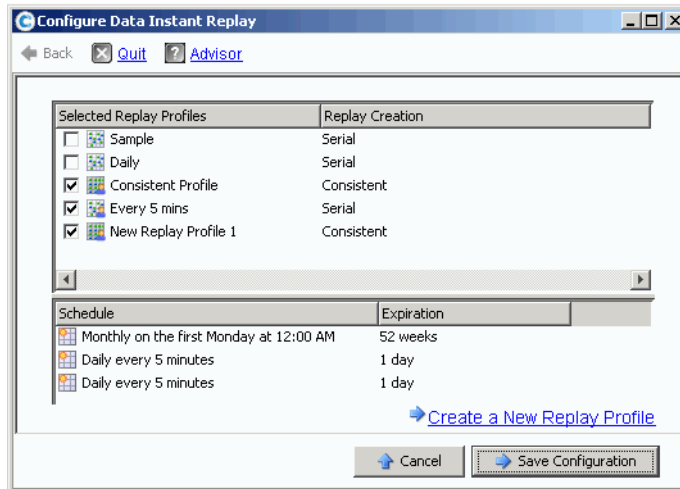 Configure Data Instant Replay
Back Quit ? Advisor
Selected Replay Profiles Replay Creation
Sample Serial
Daily Serial
Consistent Profile Consistent
Every 5 mins Serial
New Replay Profile 1 Consistent
Schedule Expiration
Monthly on the first Monday at 12:00 AM 52 weeks
Daily every 5 minutes 1 day
Daily every 5 minutes 1 day
Create a New Replay Profile
Cancel Save Configuration